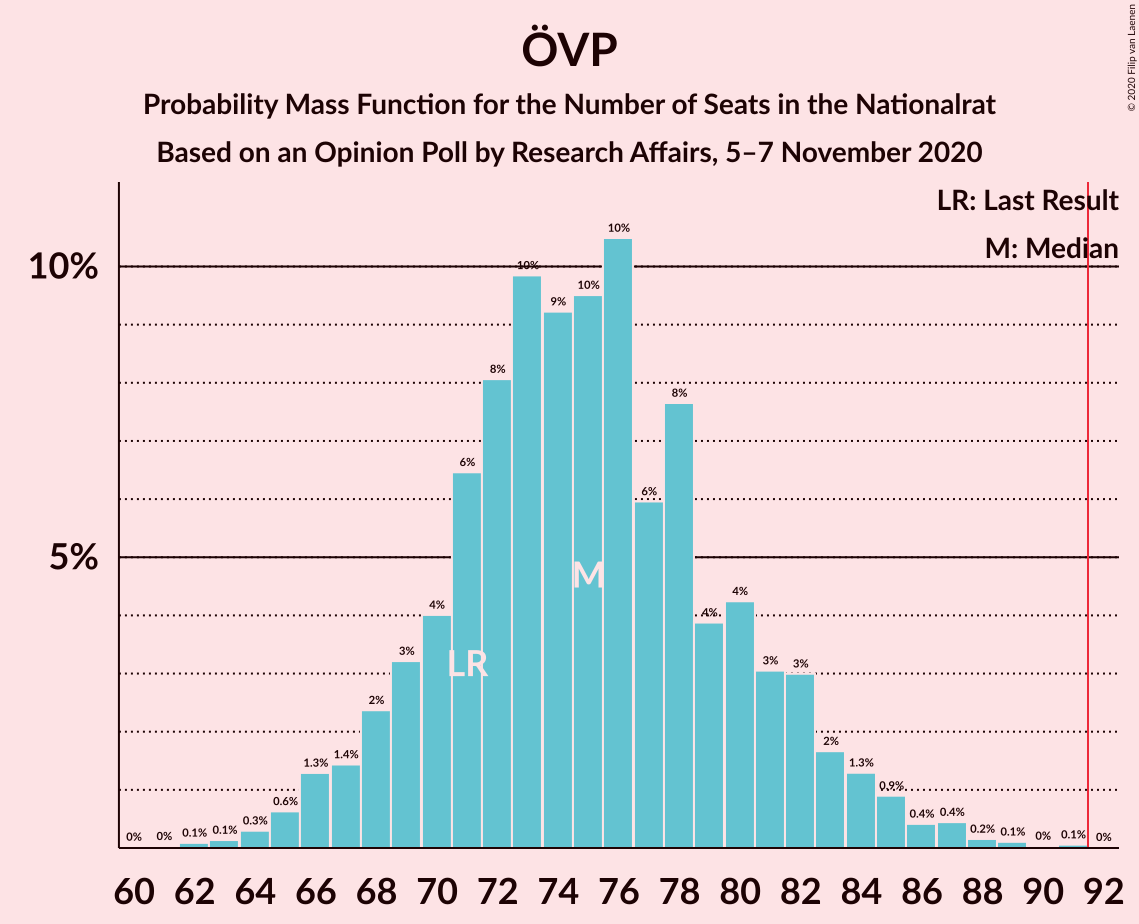 ÖVP
Probability Mass Function for the Number of Seats in the Nationalrat
Based on an Opinion Poll by Research Affairs, 5–7 November 2020
© 2020 Filip van Laenen
LR: Last Result
M: Median
10%
5%
0% 0% 0.1% 0.1% 0.3% 0.6% 1.3% 1.4% 2% 3% 4% 6% 8% 10% 9% 10% 10% 6% 8% 4% 4% 3% 3% 2% 1.3% 0.9% 0.4% 0.4% 0.2% 0.1% 0% 0.1% 0%
LR
M
60 62 64 66 68 70 72 74 76 78 80 82 84 86 88 90 92